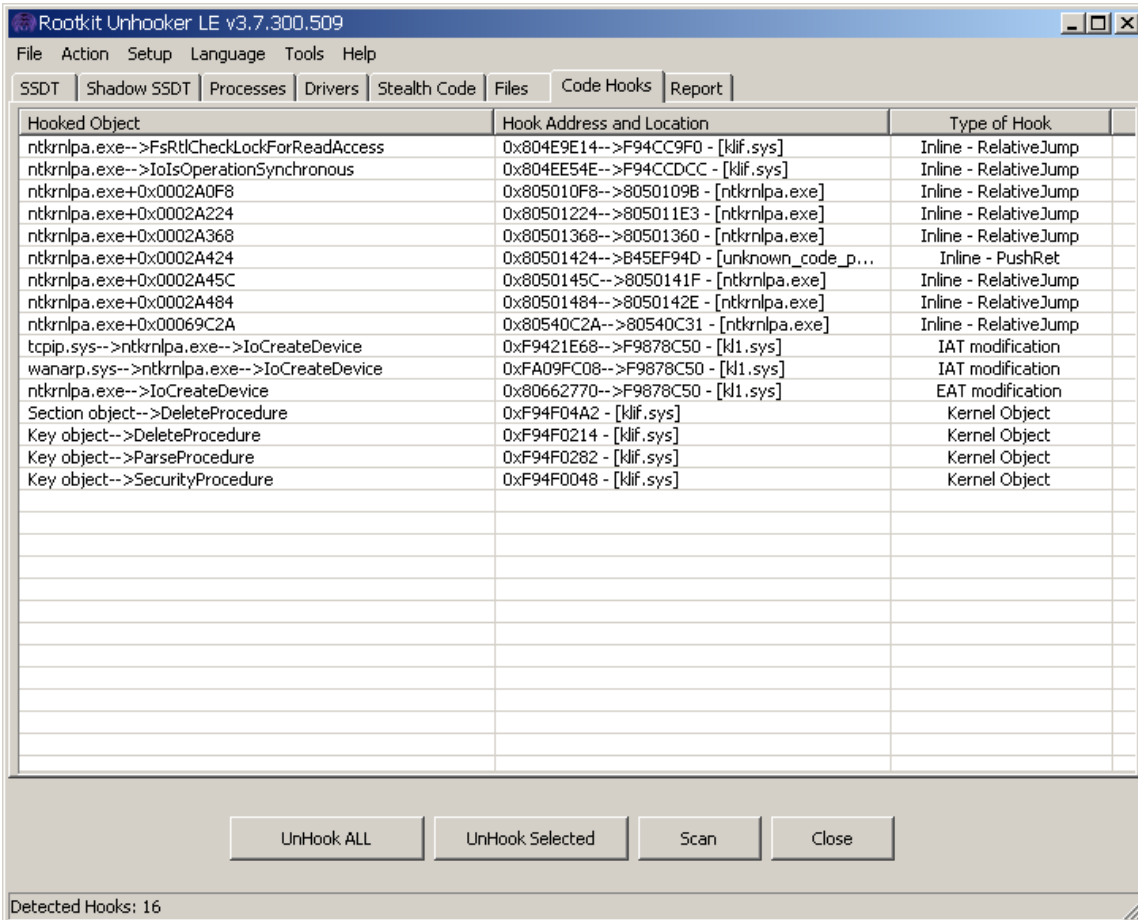 Rootkit Unhooker LE v3.7.300.509
File Action Setup Language Tools Help
SSDT Shadow SSDT Processes Drivers Stealth Code Files Code Hooks Report
Hooked Object Hook Address and Location Type of Hook
ntkrnlpa.exe-->FsRtlCheckLockForReadAccess 0x804E9E14-->F94CC9F0 - [klif.sys] Inline - RelativeJump
ntkrnlpa.exe-->IoIsOperationSynchronous 0x804EE54E-->F94CCDCC - [klif.sys] Inline - RelativeJump
ntkrnlpa.exe+0x0002A0F8 0x805010F8-->8050109B - [ntkrnlpa.exe] Inline - RelativeJump
ntkrnlpa.exe+0x0002A224 0x80501224-->805011E3 - [ntkrnlpa.exe] Inline - RelativeJump
ntkrnlpa.exe+0x0002A368 0x80501368-->80501360 - [ntkrnlpa.exe] Inline - RelativeJump
ntkrnlpa.exe+0x0002A424 0x80501424-->B45EF94D - [unknown_code_p... Inline - PushRet
ntkrnlpa.exe+0x0002A45C 0x8050145C-->8050141F - [ntkrnlpa.exe] Inline - RelativeJump
ntkrnlpa.exe+0x0002A484 0x80501484-->8050142E - [ntkrnlpa.exe] Inline - RelativeJump
ntkrnlpa.exe+0x00069C2A 0x80540C2A-->80540C31 - [ntkrnlpa.exe] Inline - RelativeJump
tcpip.sys-->ntkrnlpa.exe-->IoCreateDevice 0xF9421E68-->F9878C50 - [kl1.sys] IAT modification
wanarp.sys-->ntkrnlpa.exe-->IoCreateDevice 0xFA09FC08-->F9878C50 - [kl1.sys] IAT modification
ntkrnlpa.exe-->IoCreateDevice 0x80662770-->F9878C50 - [kl1.sys] EAT modification
Section object-->DeleteProcedure 0xF94F04A2 - [klif.sys] Kernel Object
Key object-->DeleteProcedure 0xF94F0214 - [klif.sys] Kernel Object
Key object-->ParseProcedure 0xF94F0282 - [klif.sys] Kernel Object
Key object-->SecurityProcedure 0xF94F0048 - [klif.sys] Kernel Object
UnHook ALL UnHook Selected Scan Close
Detected Hooks: 16